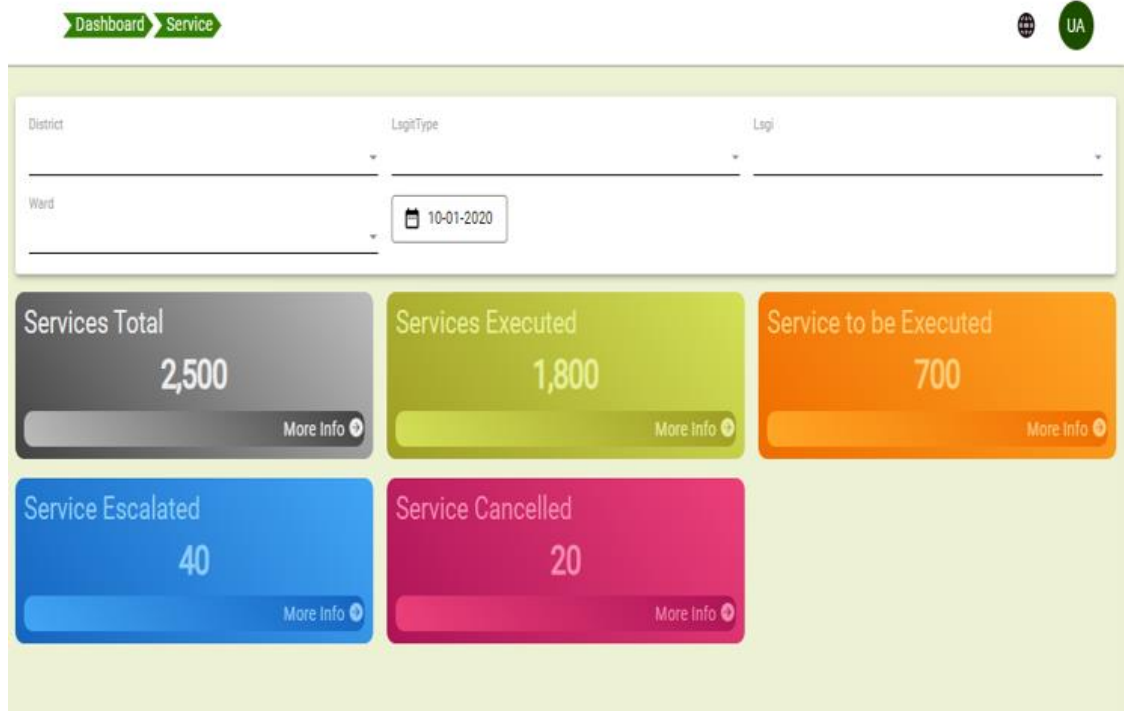 Dashboard Service
UA
District LsgitType Lsgi
Ward
10-01-2020
Services Total
2,500
More Info
Services Executed
1,800
More Info
Service to be Executed
700
More Info
Service Escalated
40
More Info
Service Cancelled
20
More Info